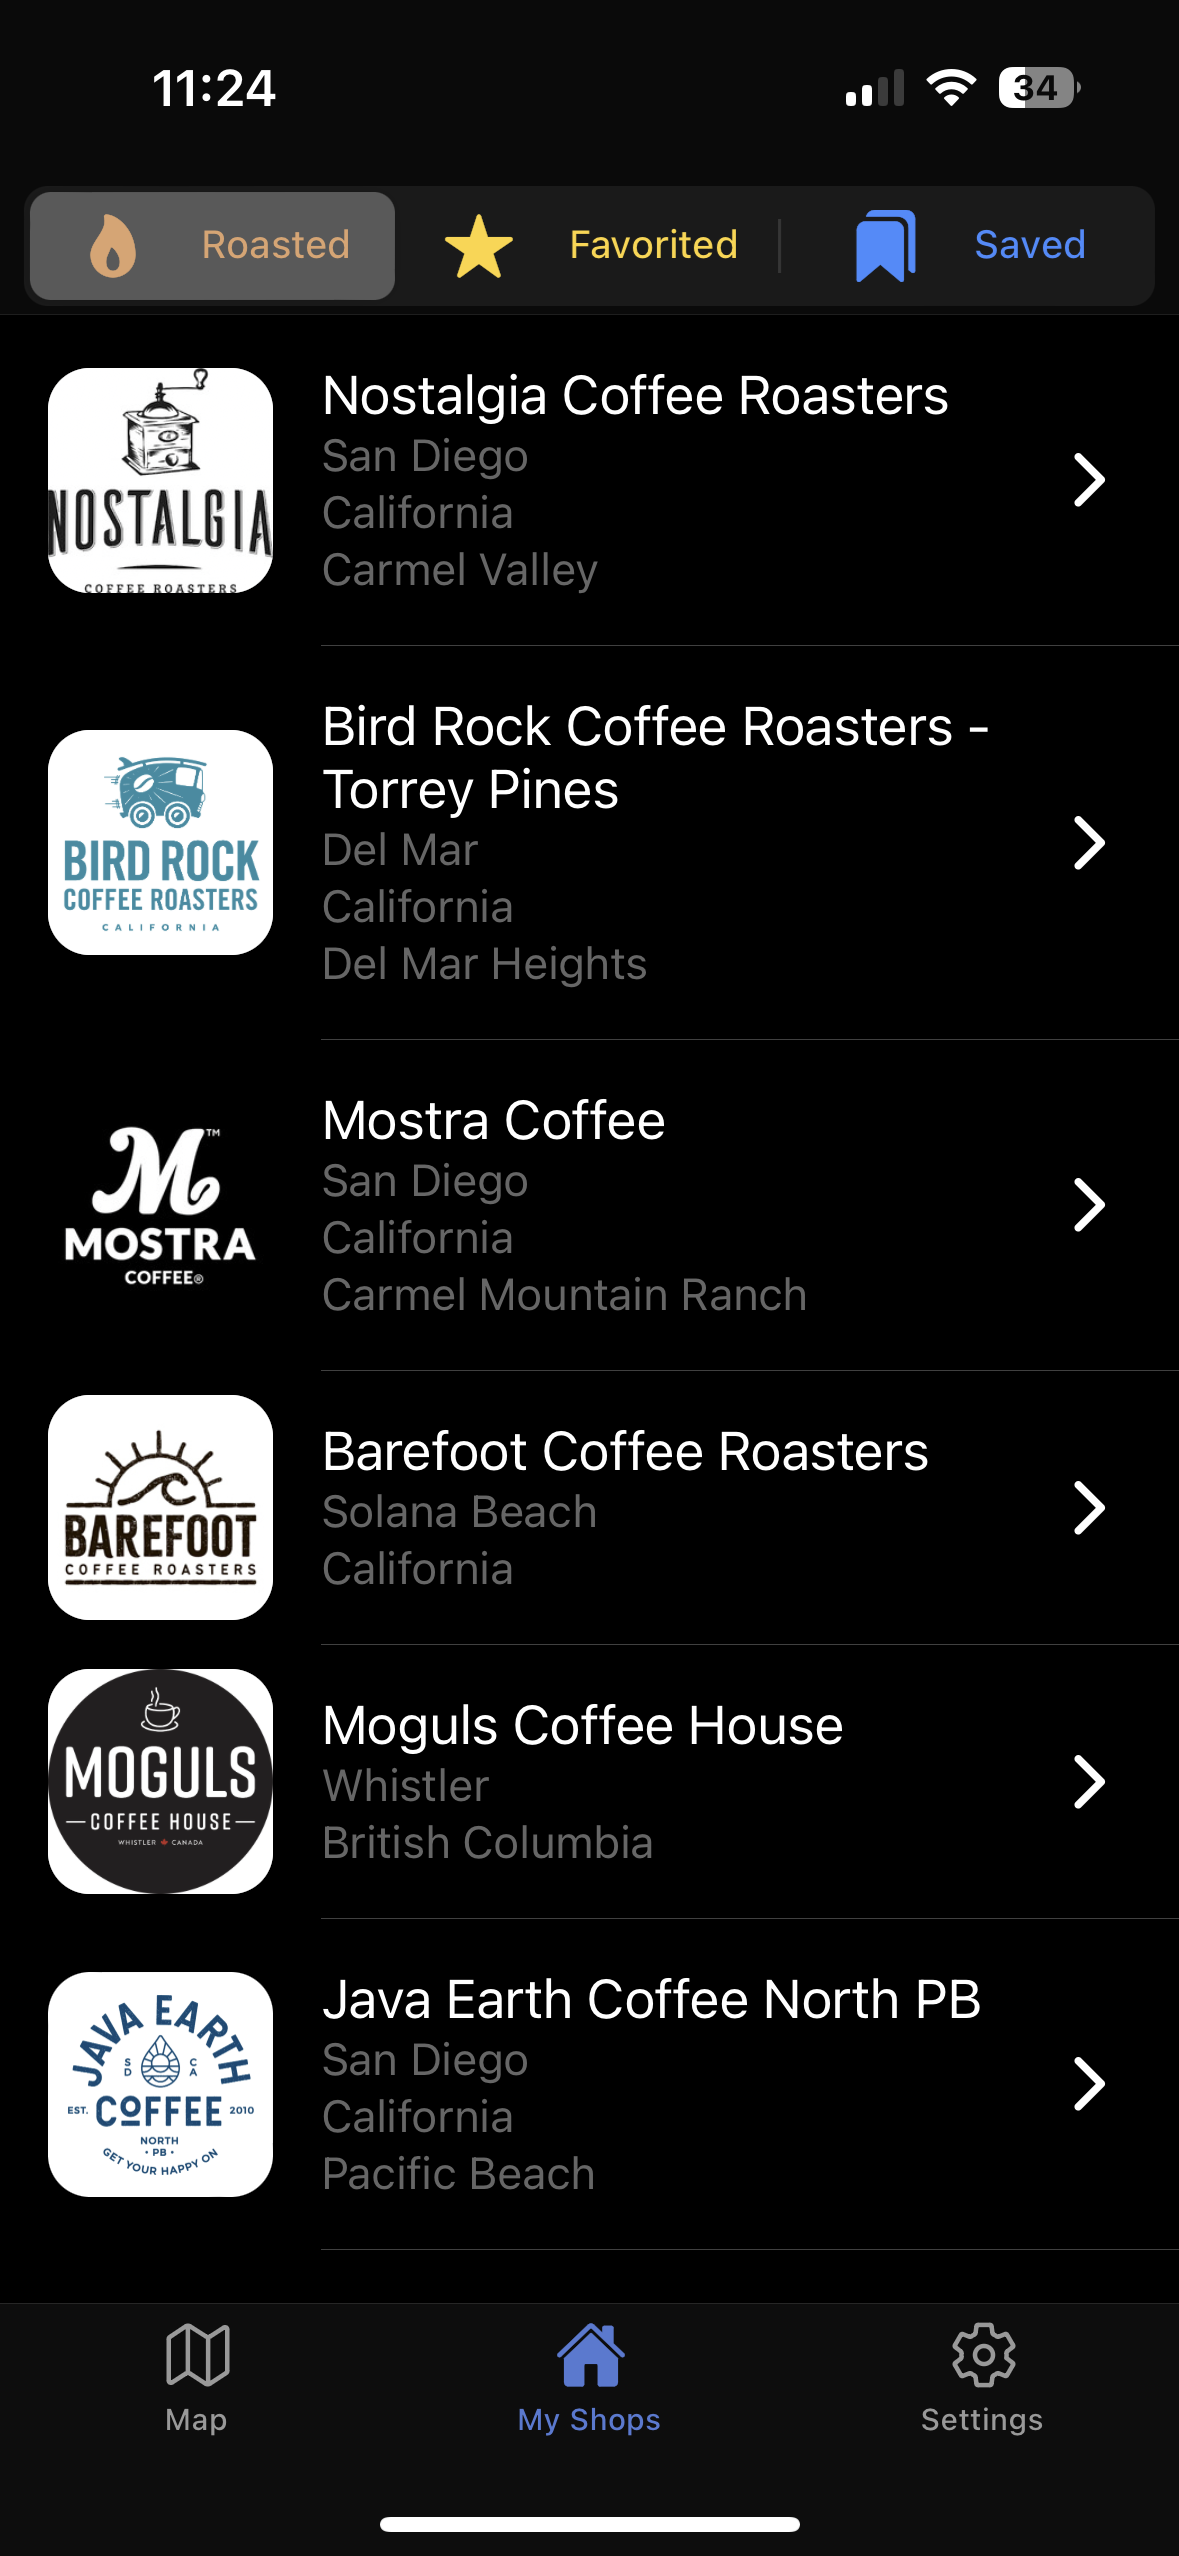 11:24
34
Roasted
Favorited
Saved
NOSTALGIA
COFFEE ROASTERS
Nostalgia Coffee Roasters
San Diego
California
Carmel Valley
BIRD ROCK
COFFEE ROASTERS
CALIFORNIA
Bird Rock Coffee Roasters -
Torrey Pines
Del Mar
California
Del Mar Heights
M™
MOSTRA
COFFEE®
Mostra Coffee
San Diego
California
Carmel Mountain Ranch
BAREFOOT
COFFEE ROASTERS
Barefoot Coffee Roasters
Solana Beach
California
MOGULS
COFFEE HOUSE
WHISTLER CANADA
Moguls Coffee House
Whistler
British Columbia
JAVA EARTH
SD CA
EST. COFFEE 2010
NORTH
• PB •
GET YOUR HAPPY ON
Java Earth Coffee North PB
San Diego
California
Pacific Beach
Map
My Shops
Settings